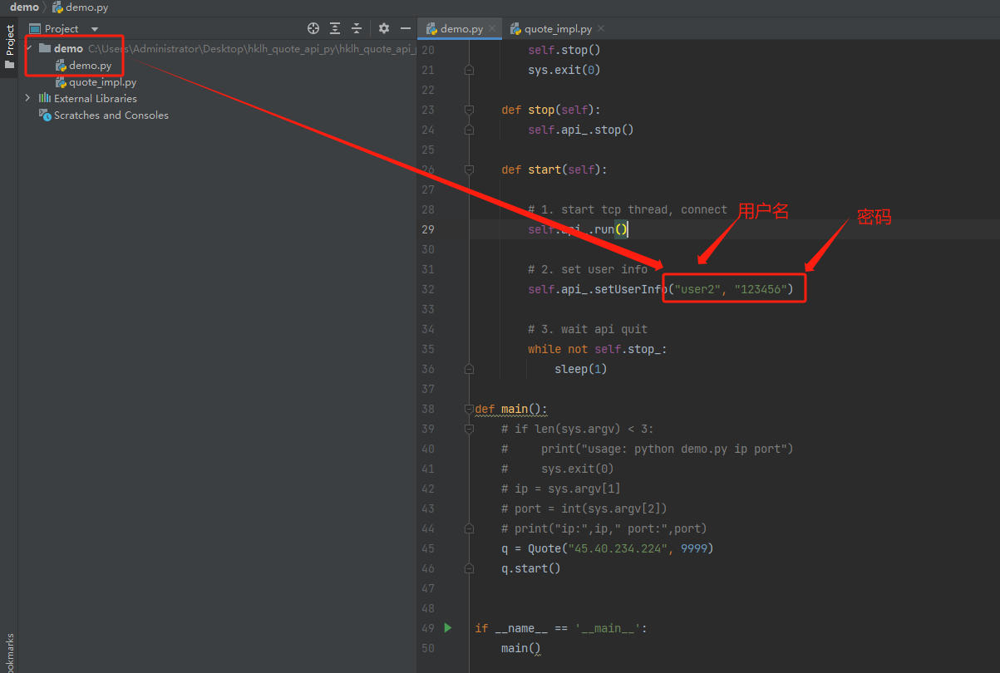 demo demo.py
Project
demo.py
quote_impl.py
Project
demo C:\Users\Administrator\Desktop\hklh_quote_api_py\hklh_quote_api_
demo.py
quote_impl.py
External Libraries
Scratches and Consoles
20 self.stop()
21 sys.exit(0)
22
23 def stop(self):
24 self.api_.stop()
25
26 def start(self):
27
28 # 1. start tcp thread, connect
29 self.api_.run()
用户名
密码
30
31 # 2. set user info
32 self.api_.setUserInfo("user2", "123456")
33
34 # 3. wait api quit
35 while not self.stop_:
36 sleep(1)
37
38 def main():
39 # if len(sys.argv) < 3:
40 # print("usage: python demo.py ip port")
41 # sys.exit(0)
42 # ip = sys.argv[1]
43 # port = int(sys.argv[2])
44 # print("ip:",ip," port:",port)
45 q = Quote("45.40.234.224", 9999)
46 q.start()
47
48
49 if __name__ == '__main__':
50 main()
ookmarks